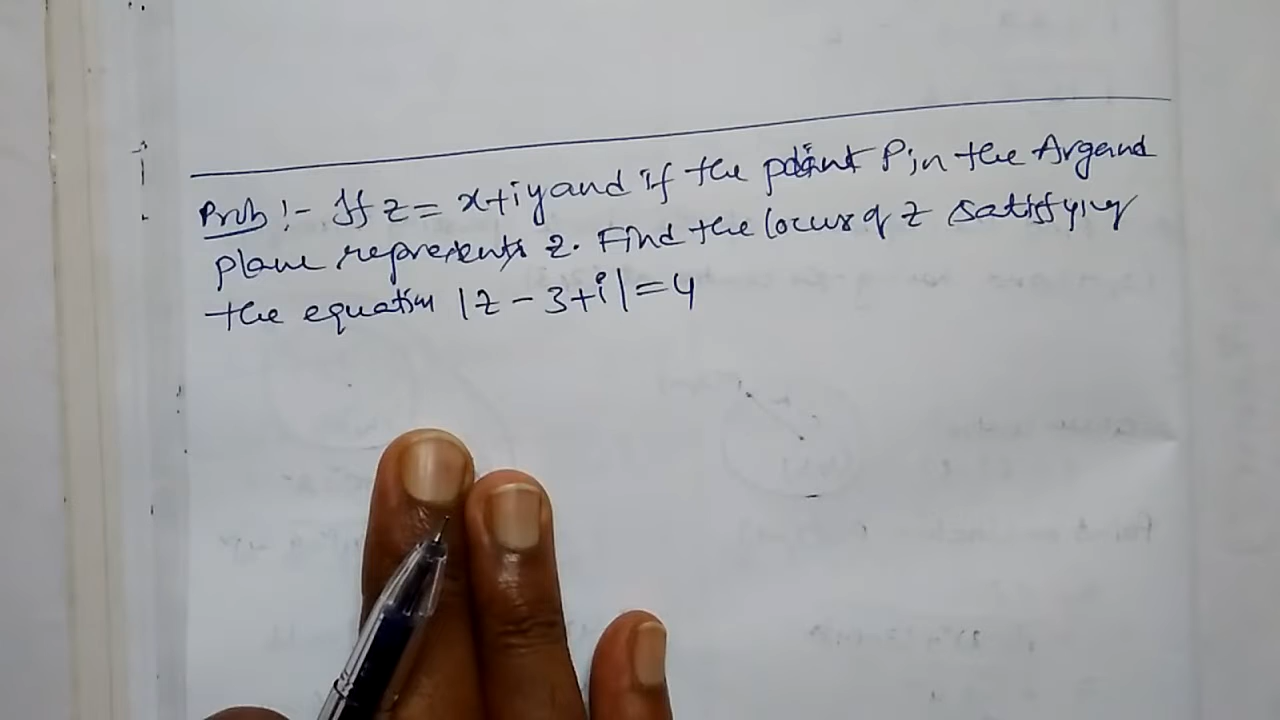 Prob :- If z = x+iy and if the point P in the Argand
plane represents z. Find the locus of z satisfying
the equation |z - 3+i| = 4